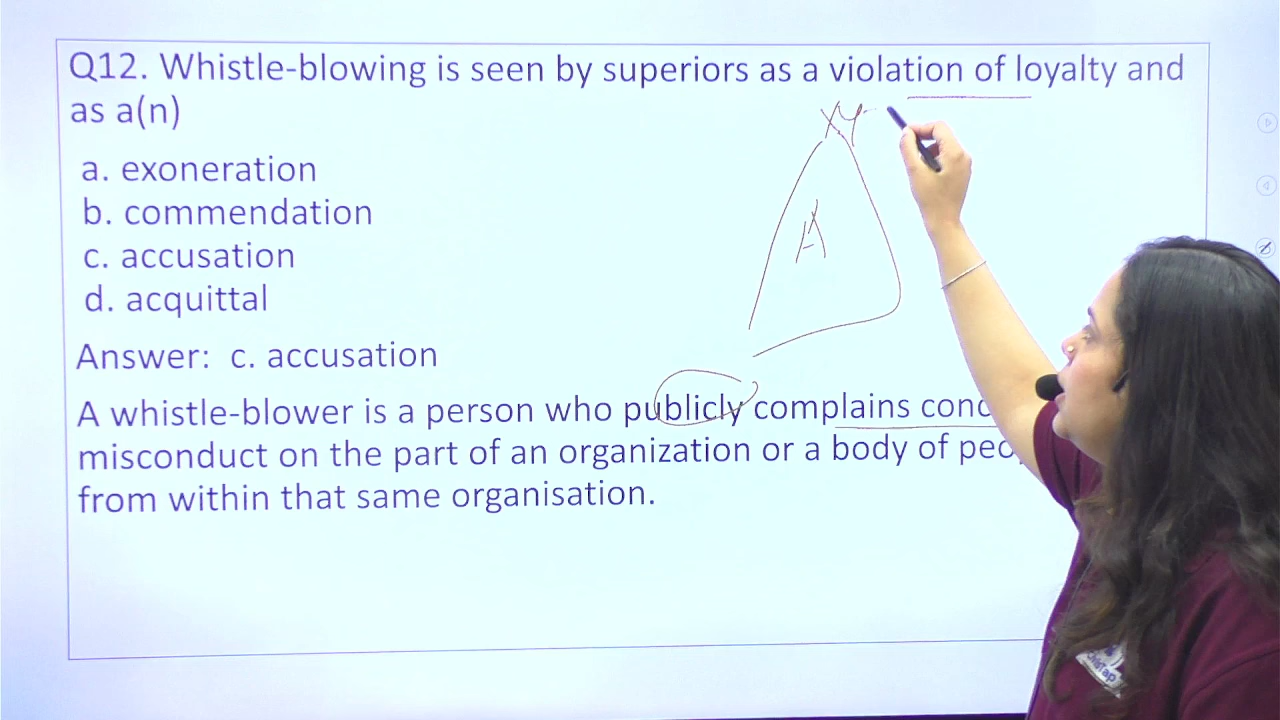 Q12. Whistle-blowing is seen by superiors as a violation of loyalty and
as a(n)
a. exoneration
b. commendation
c. accusation
d. acquittal
Answer: c. accusation
A whistle-blower is a person who publicly complains
misconduct on the part of an organization or a body of
from within that same organisation.
XY
A